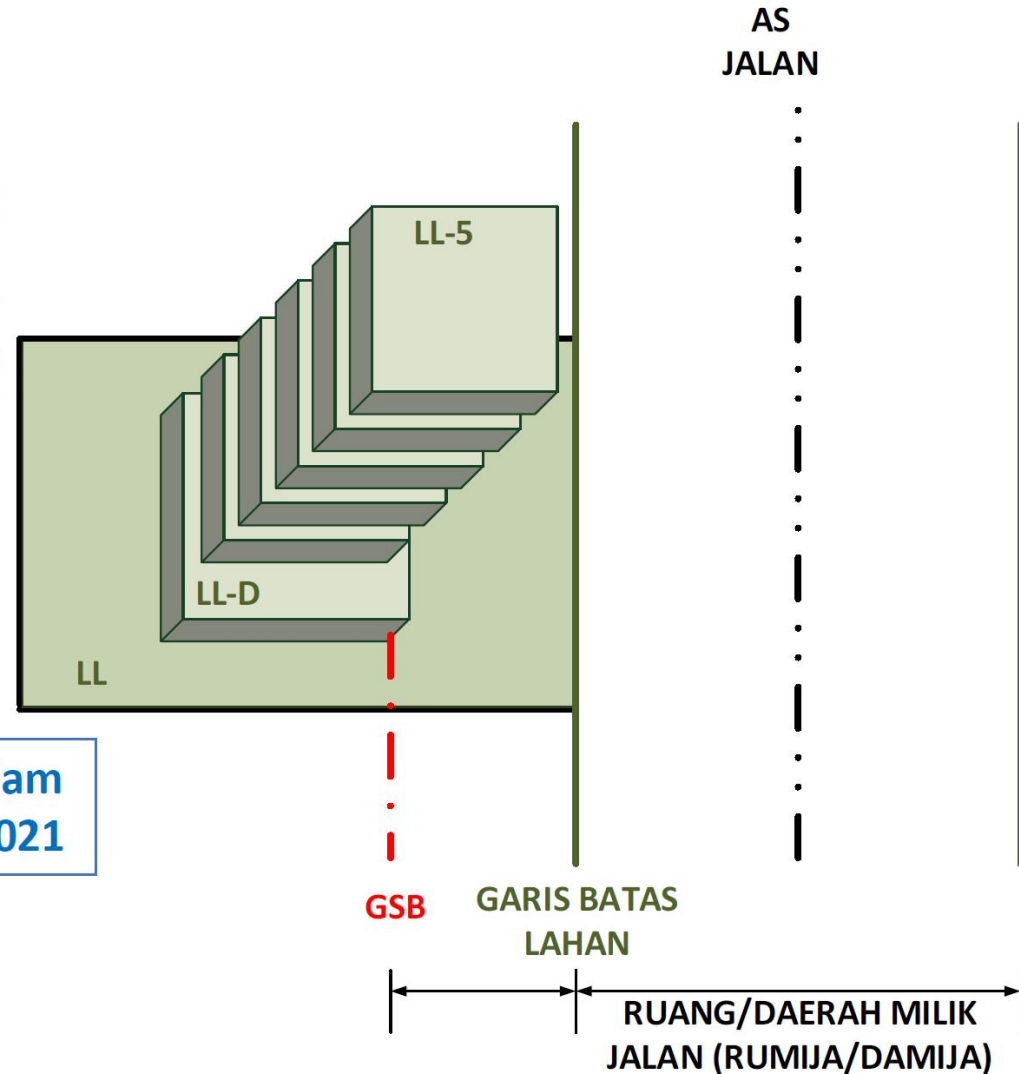 AS
JALAN
LL-5
LL-D
LL
am
021
GSB
GARIS BATAS
LAHAN
RUANG/DAERAH MILIK
JALAN (RUMIJA/DAMIJA)